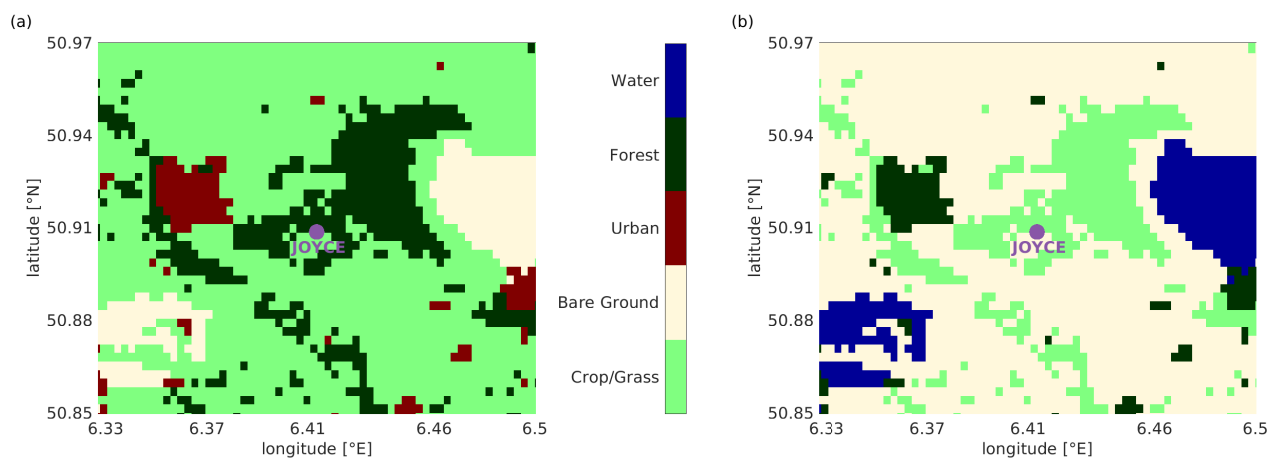 (a)
50.97
50.94
50.91
50.88
50.85
latitude [°N]
6.33
6.37
6.41
6.46
6.5
longitude [°E]
JOYCE
Water
Forest
Urban
Bare Ground
Crop/Grass
(b)
50.97
50.94
50.91
50.88
50.85
latitude [°N]
6.33
6.37
6.41
6.46
6.5
longitude [°E]
JOYCE